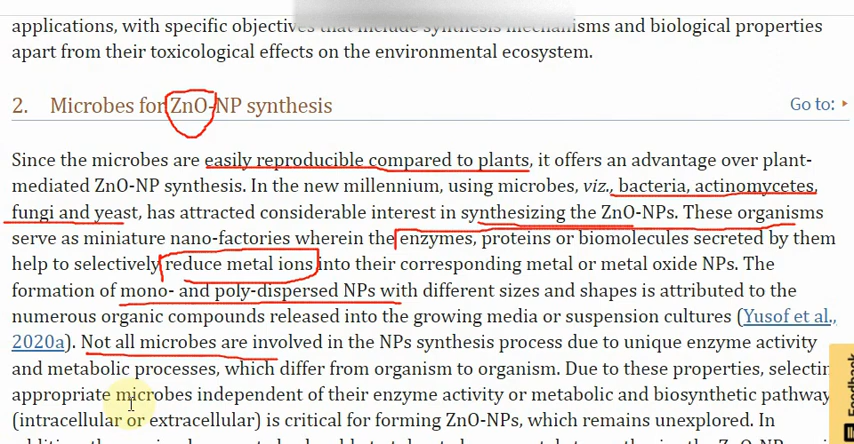 applications, with specific objectives that include synthesis mechanisms and biological properties
apart from their toxicological effects on the environmental ecosystem.
2. Microbes for ZnO-NP synthesis
Go to:
Since the microbes are easily reproducible compared to plants, it offers an advantage over plant-
mediated ZnO-NP synthesis. In the new millennium, using microbes, viz., bacteria, actinomycetes,
fungi and yeast, has attracted considerable interest in synthesizing the ZnO-NPs. These organisms
serve as miniature nano-factories wherein the enzymes, proteins or biomolecules secreted by them
help to selectively reduce metal ions into their corresponding metal or metal oxide NPs. The
formation of mono- and poly-dispersed NPs with different sizes and shapes is attributed to the
numerous organic compounds released into the growing media or suspension cultures (Yusof et al.,
2020a). Not all microbes are involved in the NPs synthesis process due to unique enzyme activity
and metabolic processes, which differ from organism to organism. Due to these properties, selectin
appropriate microbes independent of their enzyme activity or metabolic and biosynthetic pathway
(intracellular or extracellular) is critical for forming ZnO-NPs, which remains unexplored. In
Feedback